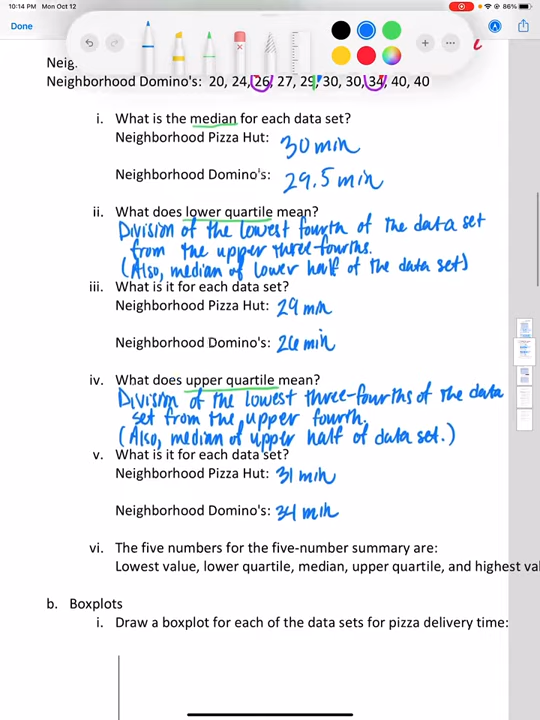 10:14 PM Mon Oct 12
86%
Done
Neig
Neighborhood Domino's: 20, 24, 26, 27, 29, 30, 30, 34, 40, 40
i. What is the median for each data set?
Neighborhood Pizza Hut: 30 min
Neighborhood Domino's: 29.5 min
ii. What does lower quartile mean?
Division of the lowest fourth of the data set
from the upper three-fourths.
(Also, median of lower half of the data set)
iii. What is it for each data set?
Neighborhood Pizza Hut: 29 min
Neighborhood Domino's: 26 min
iv. What does upper quartile mean?
Division of the lowest three-fourths of the data
set from the upper fourth.
(Also, median of upper half of data set.)
v. What is it for each data set?
Neighborhood Pizza Hut: 31 min
Neighborhood Domino's: 34 min
vi. The five numbers for the five-number summary are:
Lowest value, lower quartile, median, upper quartile, and highest va
b. Boxplots
i. Draw a boxplot for each of the data sets for pizza delivery time: